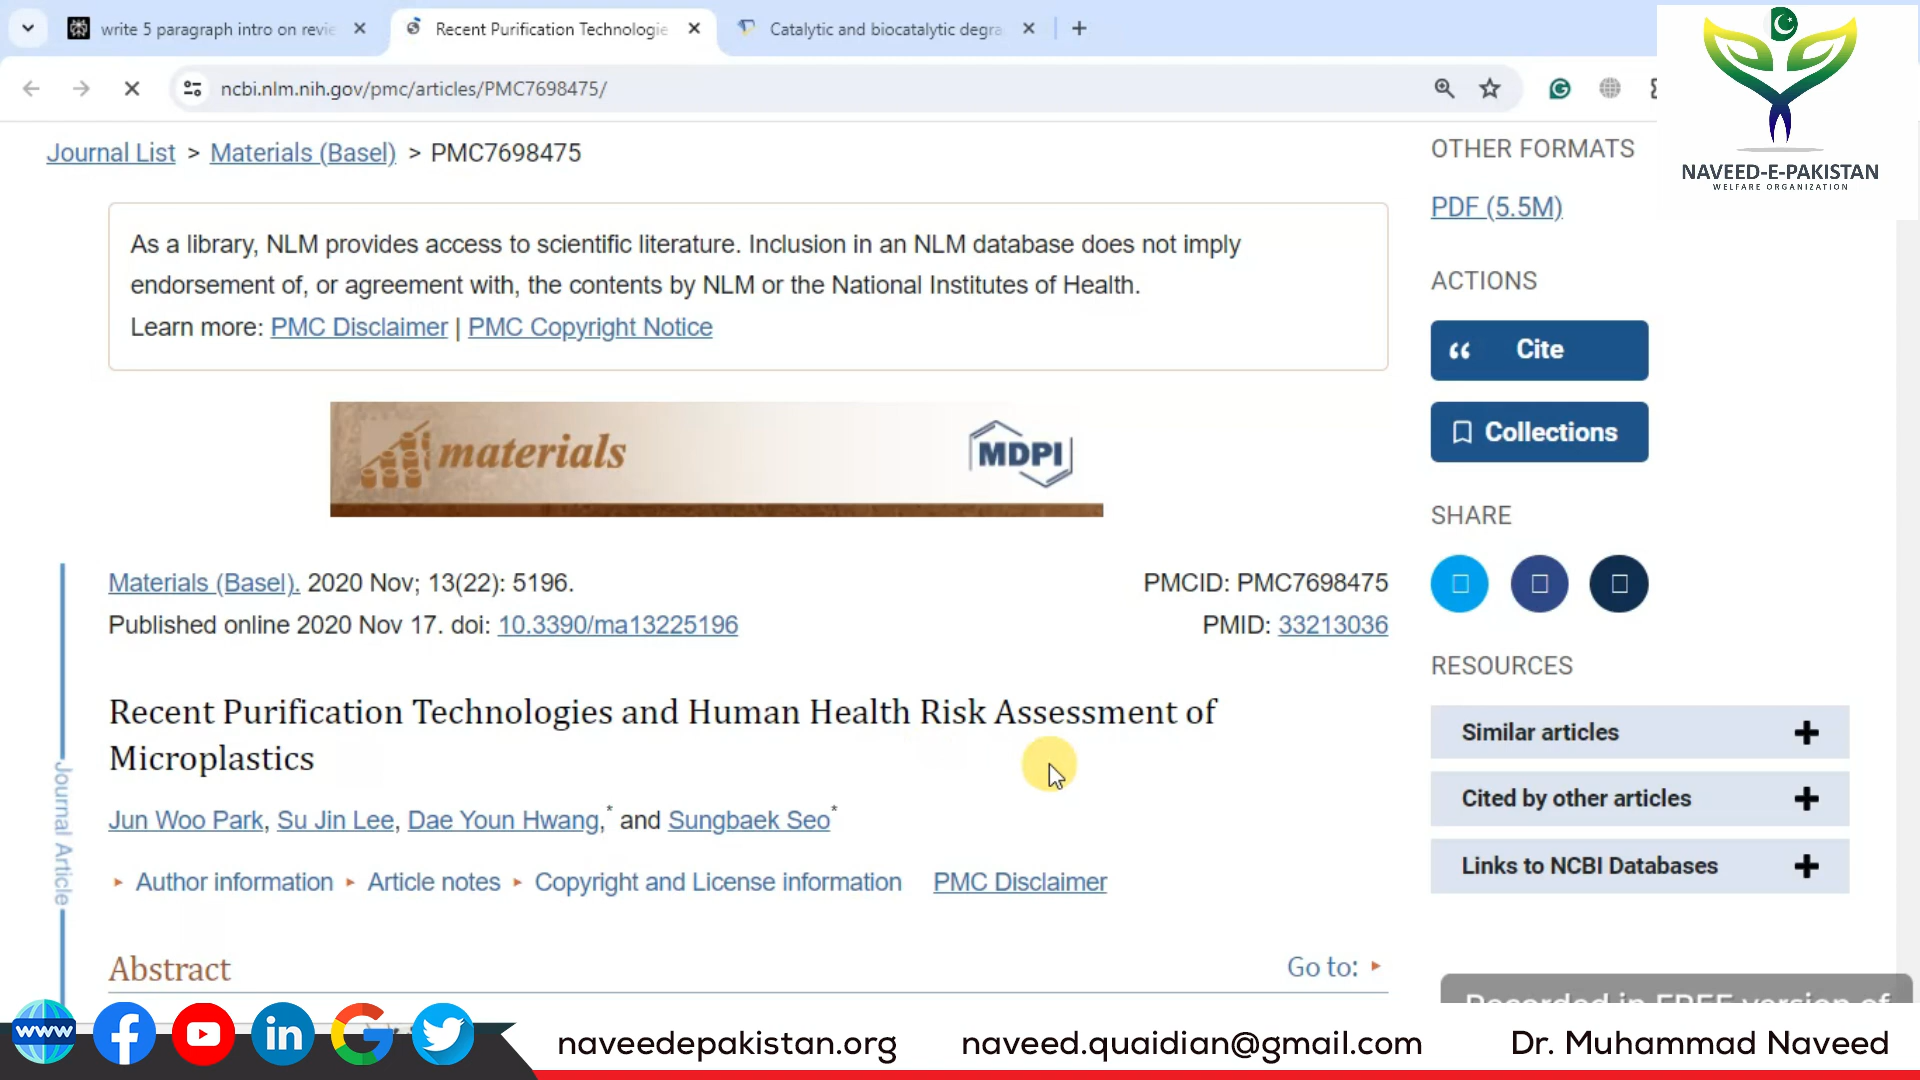 write 5 paragraph intro on revie
Recent Purification Technologie
Catalytic and biocatalytic degra
ncbi.nlm.nih.gov/pmc/articles/PMC7698475/
NAVEED-E-PAKISTAN
WELFARE ORGANIZATION
Journal List > Materials (Basel) > PMC7698475
As a library, NLM provides access to scientific literature. Inclusion in an NLM database does not imply
endorsement of, or agreement with, the contents by NLM or the National Institutes of Health.
Learn more: PMC Disclaimer | PMC Copyright Notice
materials
MDPI
Materials (Basel). 2020 Nov; 13(22): 5196.
PMCID: PMC7698475
Published online 2020 Nov 17. doi: 10.3390/ma13225196
PMID: 33213036
Journal Article
Recent Purification Technologies and Human Health Risk Assessment of
Microplastics
Jun Woo Park, Su Jin Lee, Dae Youn Hwang,* and Sungbaek Seo*
Author information
Article notes
Copyright and License information
PMC Disclaimer
Abstract
Go to:
OTHER FORMATS
PDF (5.5M)
ACTIONS
Cite
Collections
SHARE
RESOURCES
Similar articles
Cited by other articles
Links to NCBI Databases
Recorded in FREE version of
www
in
naveedepakistan.org
naveed.quaidian@gmail.com
Dr. Muhammad Naveed